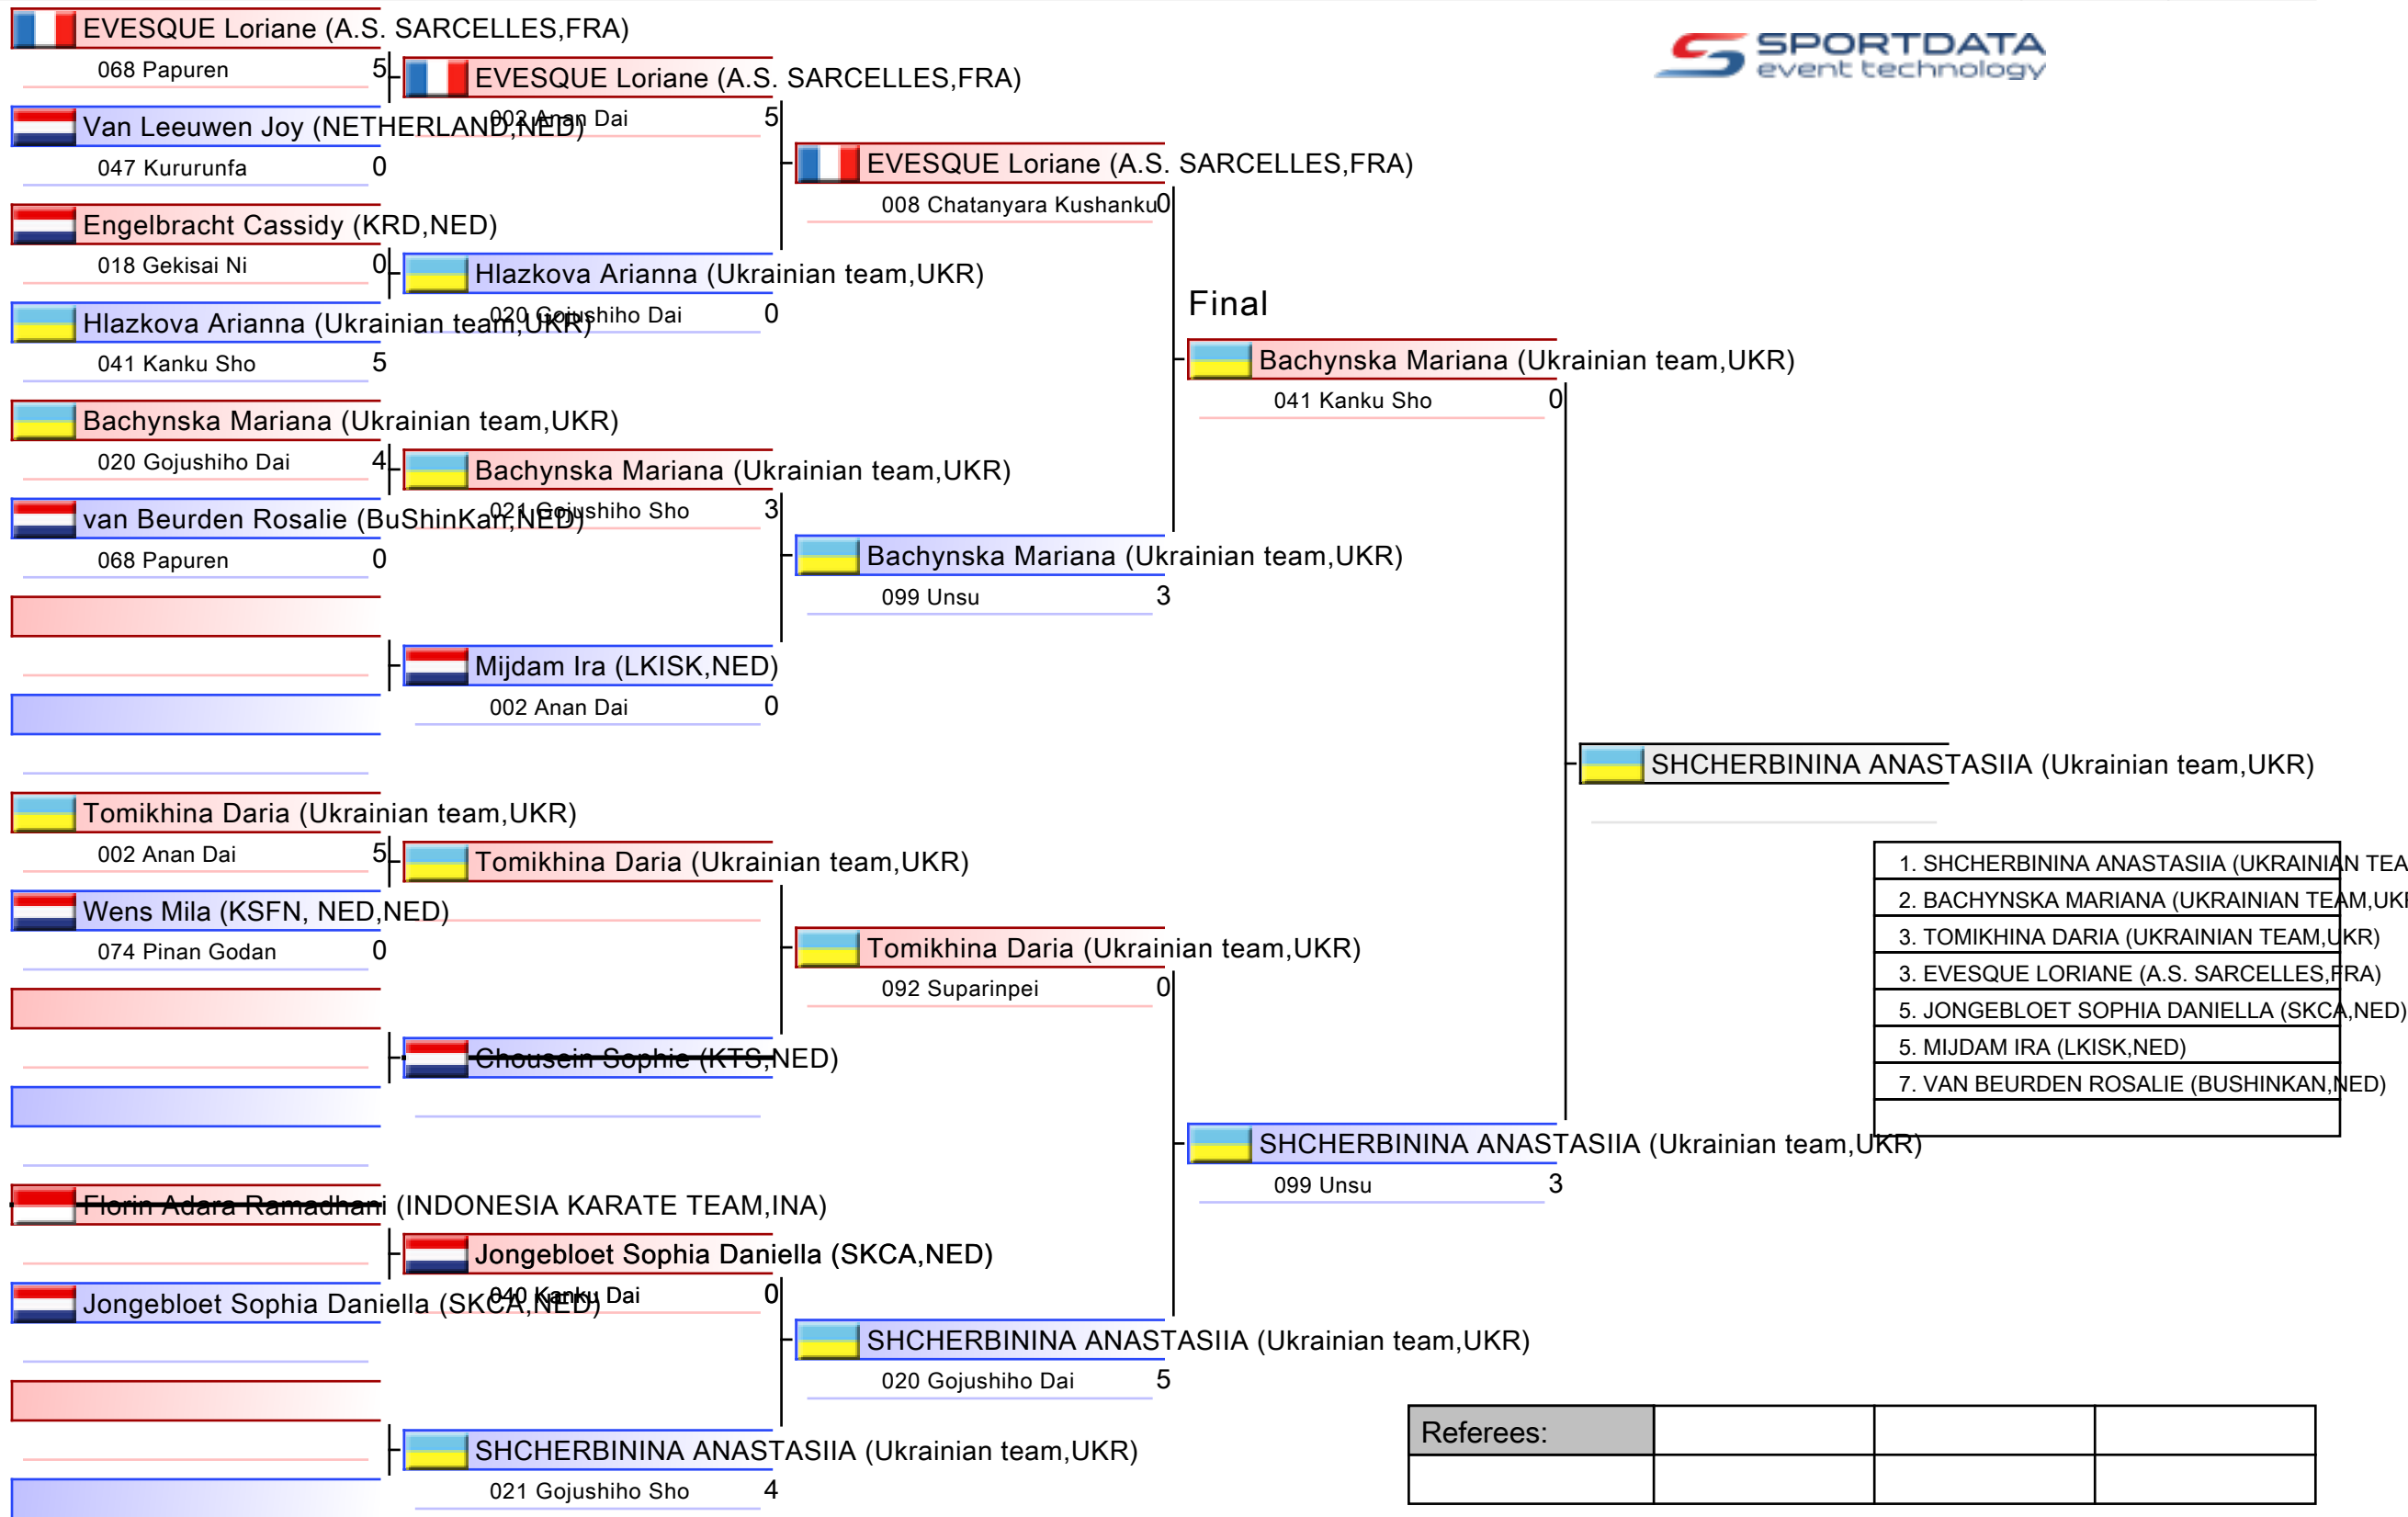 EVESQUE Loriane (A.S. SARCELLES,FRA)
068 Papuren 5
Van Leeuwen Joy (NETHERLAND,NED)
047 Kururunfa 0
Engelbracht Cassidy (KRD,NED)
018 Gekisai Ni 0
Hlazkova Arianna (Ukrainian team,UKR)
041 Kanku Sho 5
Bachynska Mariana (Ukrainian team,UKR)
020 Gojushiho Dai 4
van Beurden Rosalie (BuShinKan,NED)
068 Papuren 0
Tomikhina Daria (Ukrainian team,UKR)
002 Anan Dai 5
Wens Mila (KSFN, NED,NED)
074 Pinan Godan 0
Florin Adara Ramadhani (INDONESIA KARATE TEAM,INA)
Jongebloet Sophia Daniella (SKCA,NED)
EVESQUE Loriane (A.S. SARCELLES,FRA)
002 Anan Dai 5
Hlazkova Arianna (Ukrainian team,UKR)
020 Gojushiho Dai 0
Bachynska Mariana (Ukrainian team,UKR)
021 Gojushiho Sho 3
Mijdam Ira (LKISK,NED)
002 Anan Dai 0
Tomikhina Daria (Ukrainian team,UKR)
Chousein Sophie (KTS,NED)
Jongebloet Sophia Daniella (SKCA,NED)
040 Kanku Dai 0
SHCHERBININA ANASTASIIA (Ukrainian team,UKR)
021 Gojushiho Sho 4
EVESQUE Loriane (A.S. SARCELLES,FRA)
008 Chatanyara Kushanku 0
Bachynska Mariana (Ukrainian team,UKR)
099 Unsu 3
Tomikhina Daria (Ukrainian team,UKR)
092 Suparinpei 0
SHCHERBININA ANASTASIIA (Ukrainian team,UKR)
020 Gojushiho Dai 5
Final
Bachynska Mariana (Ukrainian team,UKR)
041 Kanku Sho 0
SHCHERBININA ANASTASIIA (Ukrainian team,UKR)
099 Unsu 3
SPORTDATA
event technology
SHCHERBININA ANASTASIIA (Ukrainian team,UKR)
1. SHCHERBININA ANASTASIIA (UKRAINIAN TEA
2. BACHYNSKA MARIANA (UKRAINIAN TEAM,UK
3. TOMIKHINA DARIA (UKRAINIAN TEAM,UKR)
3. EVESQUE LORIANE (A.S. SARCELLES,FRA)
5. JONGEBLOET SOPHIA DANIELLA (SKCA,NED)
5. MIJDAM IRA (LKISK,NED)
7. VAN BEURDEN ROSALIE (BUSHINKAN,NED)
Referees: